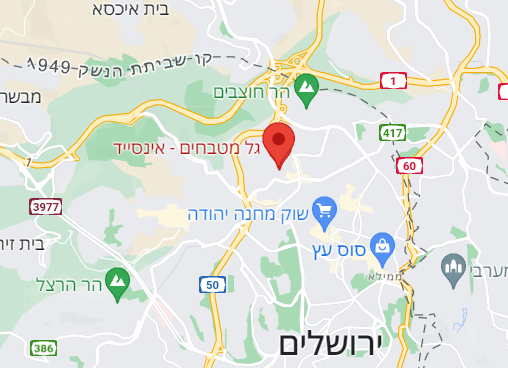 בית איכסא
קו שביתת הנשק 1949
1
מבשר
הר חוצבים
417
גל מטבחים - אינסייד
1
60
3977
שוק מחנה יהודה
בית זית
סוס עץ
מערבי
ממילא
הר הרצל
50
ירושלים
386